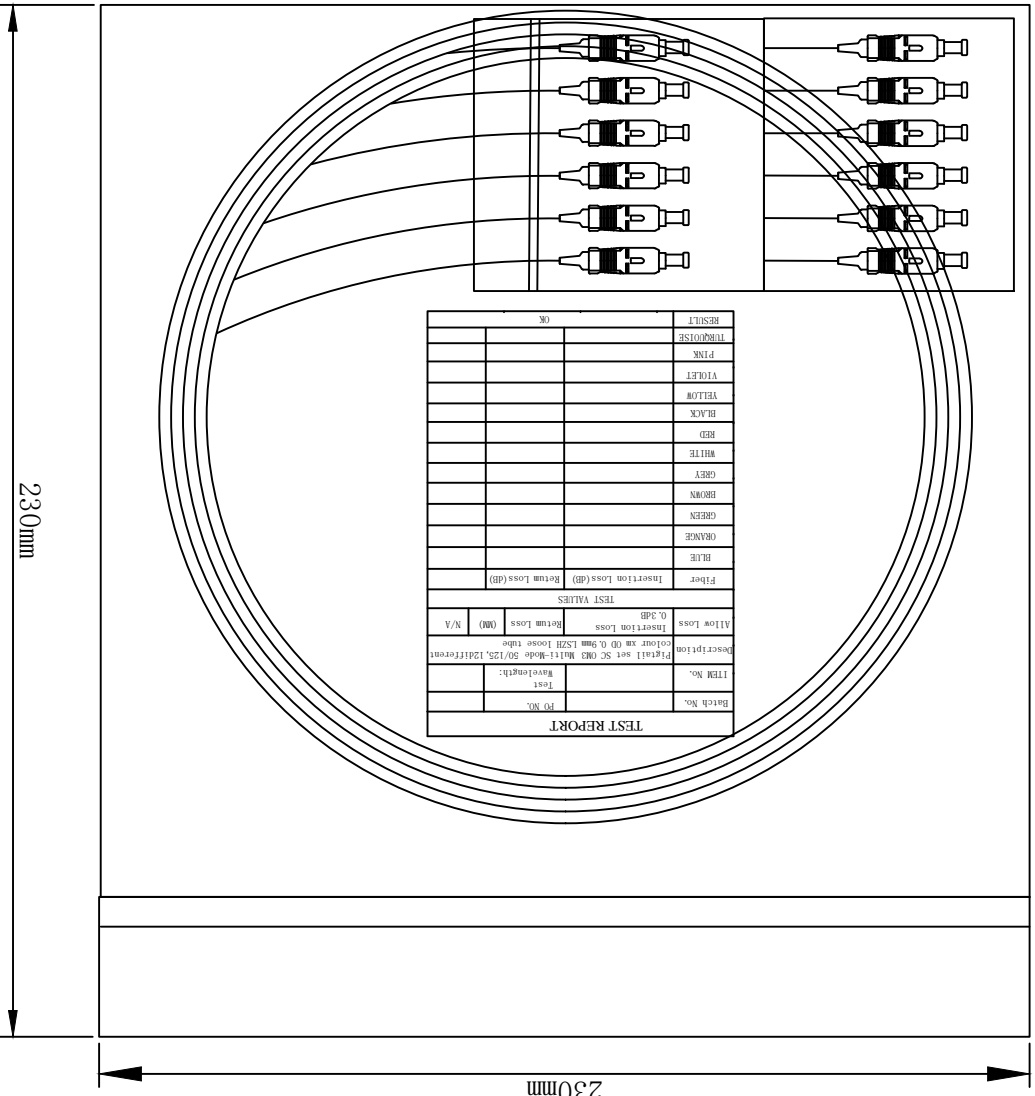 230mm
TEST REPORT
Batch No. PO NO.
ITEM No. Test Wavelength:
Description Pigtail set SC OM3 Multi-Mode 50/125,12different
colour xm OD 0.9mm LSZH loose tube
Allow Loss Insertion Loss 0.3dB Retum Loss (MM) N/A
TEST VALUES
Fiber Insertion Loss(dB) Retum Loss(dB)
BLUE
ORANGE
GREEN
BROWN
GREY
WHITE
RED
BLACK
YELLOW
VIOLET
PINK
TURQUOISE
RESULT OK
230mm